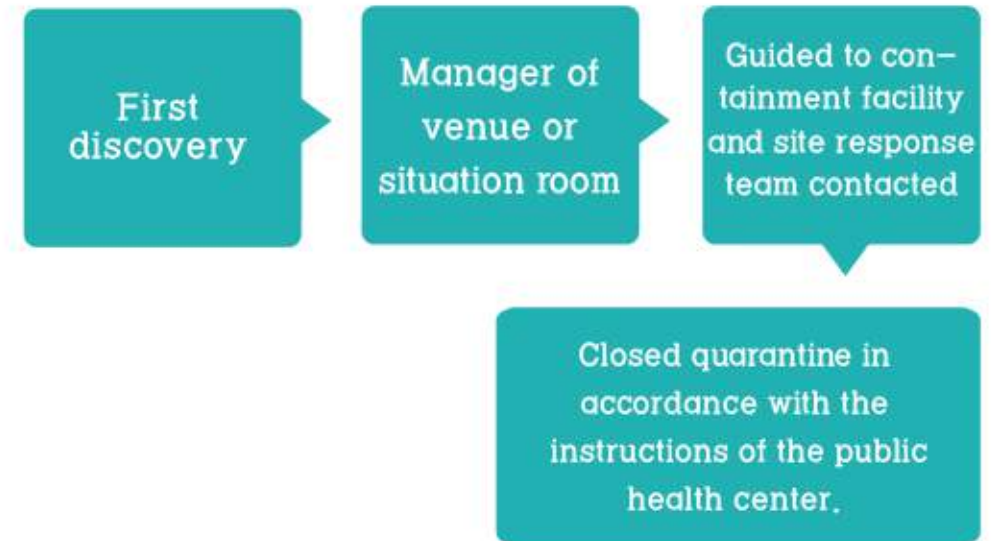 First
discovery
Manager of
venue or
situation room
Guided to con-
tainment facility
and site response
team contacted
Closed quarantine in
accordance with the
instructions of the public
health center.